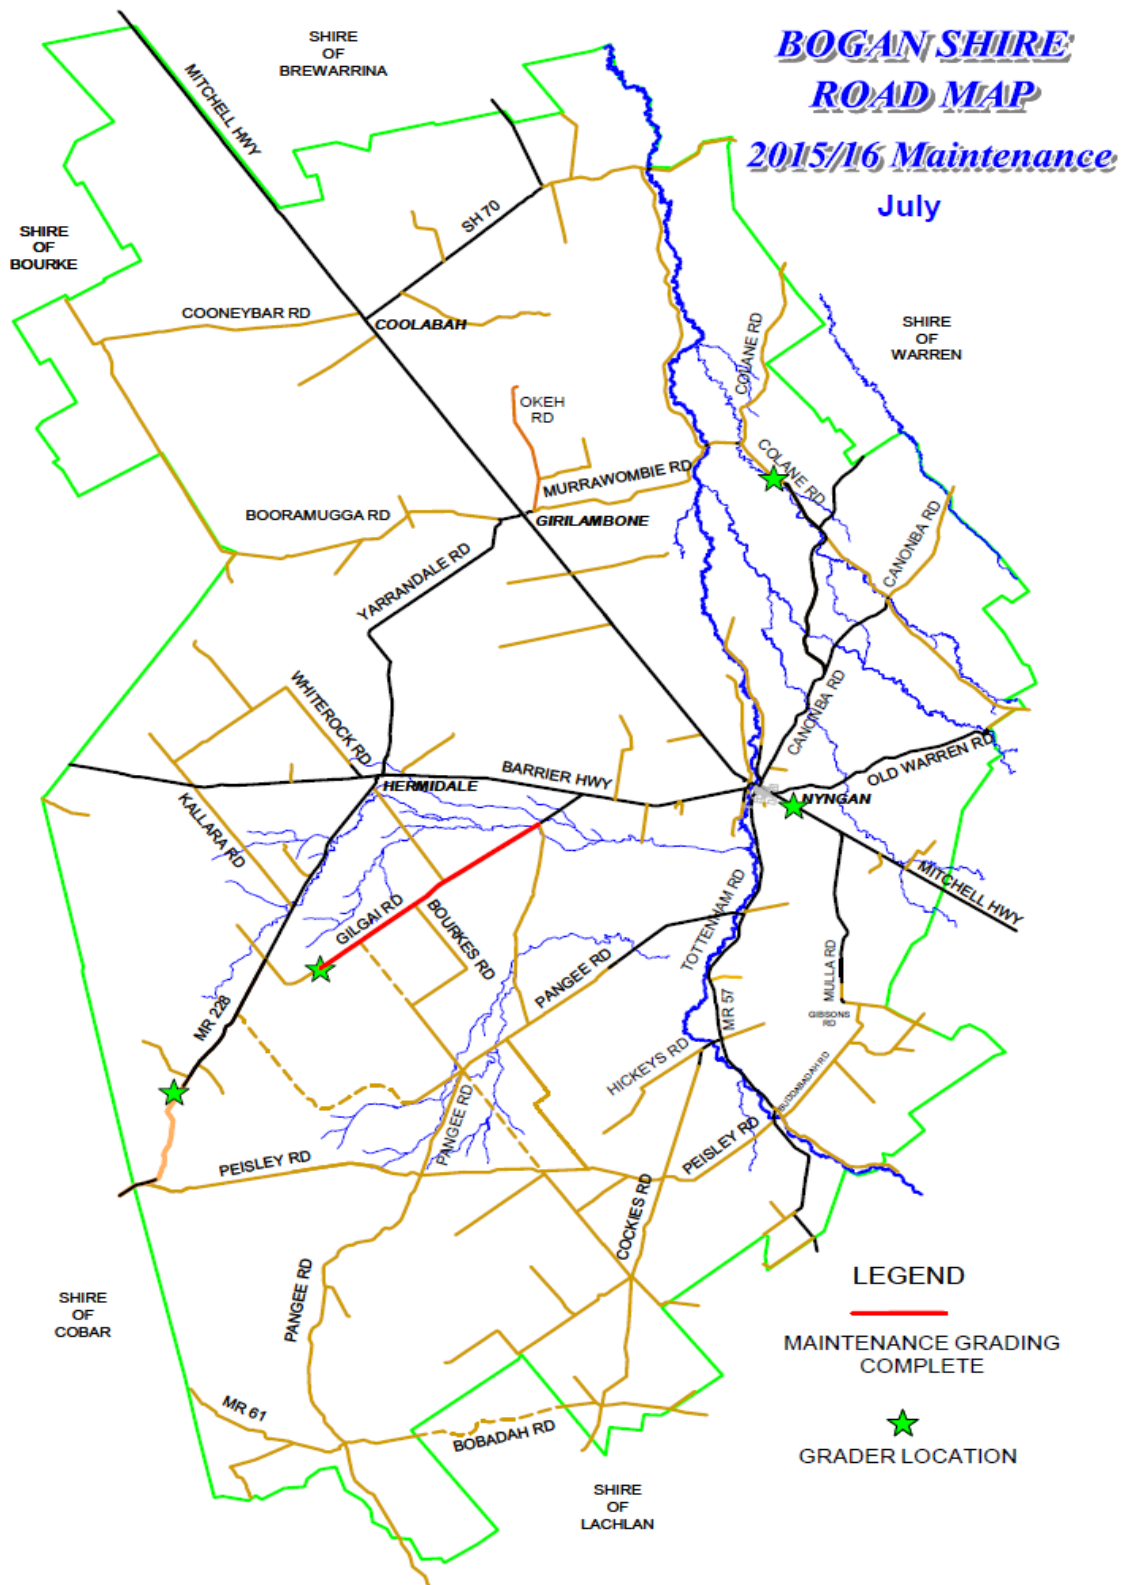 BOGAN SHIRE
ROAD MAP
2015/16 Maintenance
July
SHIRE
OF
BREWARRINA
MITCHELL HWY
SH 70
SHIRE
OF
BOURKE
COONEYBAR RD
COOLABAH
SHIRE
OF
WARREN
COLANE RD
OKEH
RD
COLANE RD
MURRAWOMBIE RD
BOORAMUGGA RD
GIRILAMBONE
CANONBA RD
YARRANDALE RD
WHITEROCK RD
CANONBA RD
OLD WARREN RD
BARRIER HWY
HERMIDALE
NYNGAN
KALLARA RD
MITCHELL HWY
GILGAI RD
BOURKES RD
TOTTENHAM RD
PANGEE RD
MULLA RD
MR 228
MR 57
GIBSONS
RD
HICKEYS RD
BUDDABADAH RD
PANGEE RD
PEISLEY RD
PEISLEY RD
COCKIES RD
PANGEE RD
SHIRE
OF
COBAR
LEGEND
MAINTENANCE GRADING
COMPLETE
MR 61
BOBADAH RD
GRADER LOCATION
SHIRE
OF
LACHLAN